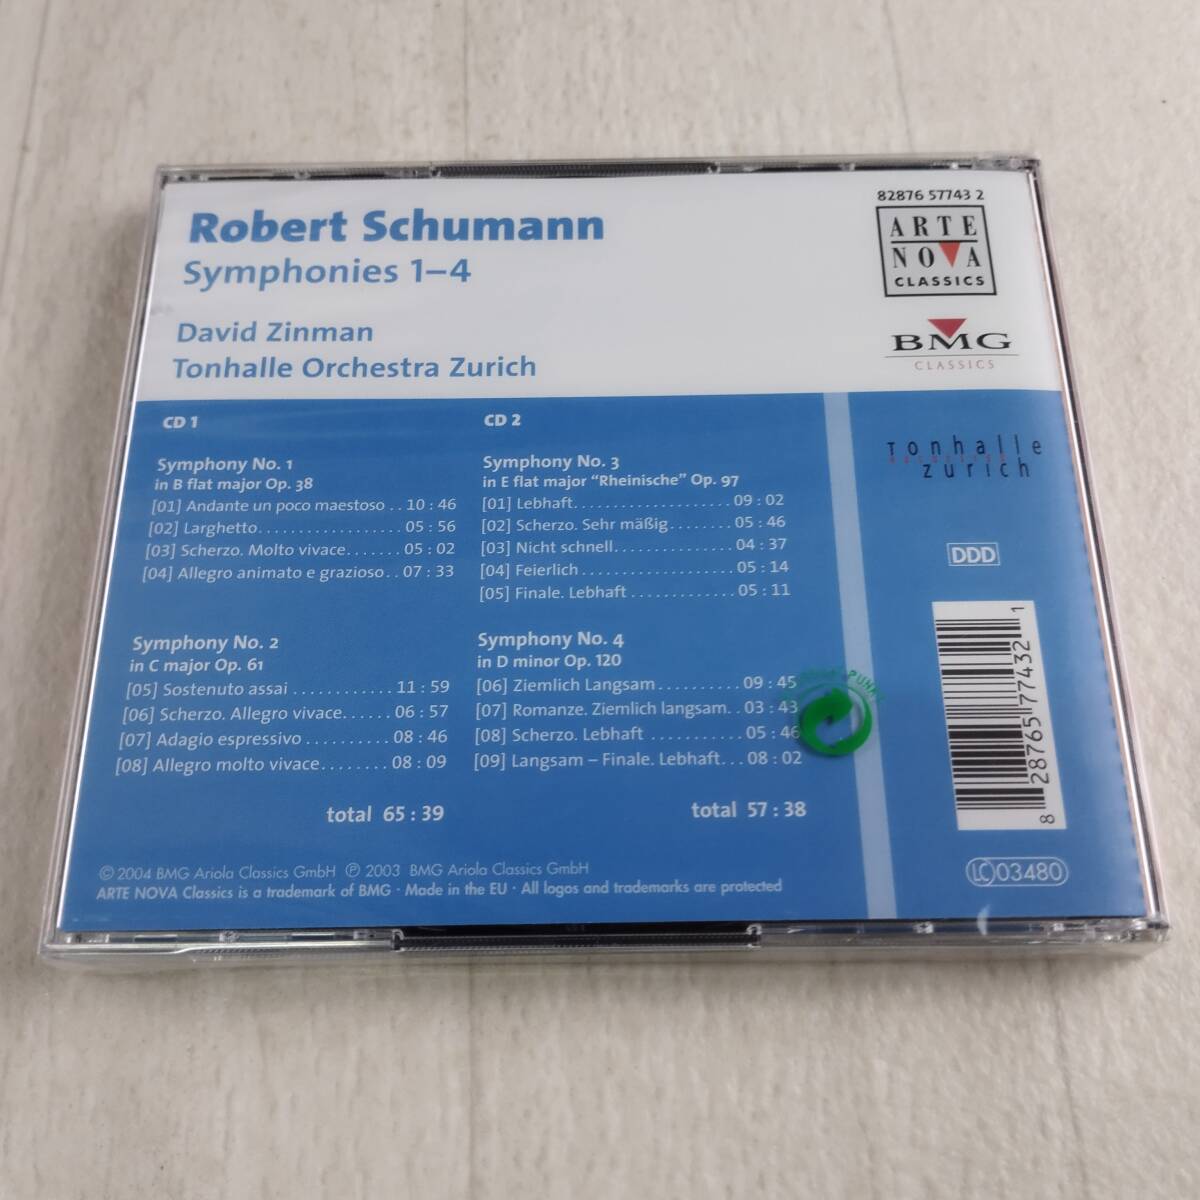 82876 57743 2
Robert Schumann
Symphonies 1–4
David Zinman
Tonhalle Orchestra Zurich
ARTE
NOVA
CLASSICS
BMG
CLASSICS
CD 1
Symphony No. 1
in B flat major Op. 38
[01] Andante un poco maestoso .. 10 : 46
[02] Larghetto.................. 05 : 56
[03] Scherzo. Molto vivace....... 05 : 02
[04] Allegro animato e grazioso.. 07 : 33
Symphony No. 2
in C major Op. 61
[05] Sostenuto assai ............ 11 : 59
[06] Scherzo. Allegro vivace...... 06 : 57
[07] Adagio espressivo .......... 08 : 46
[08] Allegro molto vivace........ 08 : 09
total 65 : 39
CD 2
Symphony No. 3
in E flat major “Rheinische” Op. 97
[01] Lebhaft.................... 09 : 02
[02] Scherzo. Sehr mäßig........ 05 : 46
[03] Nicht schnell.............. 04 : 37
[04] Feierlich ................. 05 : 14
[05] Finale. Lebhaft ............ 05 : 11
Symphony No. 4
in D minor Op. 120
[06] Ziemlich Langsam .......... 09 : 45
[07] Romanze. Ziemlich langsam.. 03 : 43
[08] Scherzo. Lebhaft ........... 05 : 46
[09] Langsam – Finale. Lebhaft... 08 : 02
total 57 : 38
Tonhalle
zurich
DDD
8 28765 77432 1
LC 03480
© 2004 BMG Ariola Classics GmbH ℗ 2003 BMG Ariola Classics GmbH
ARTE NOVA Classics is a trademark of BMG · Made in the EU · All logos and trademarks are protected